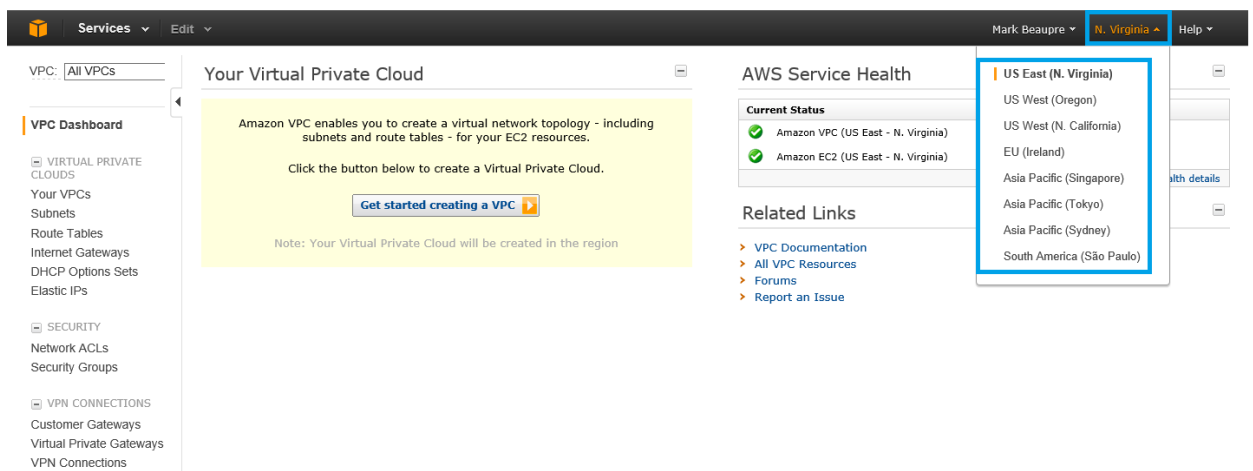 Services Edit Mark Beaupre N. Virginia Help
VPC: All VPCs
VPC Dashboard
VIRTUAL PRIVATE
CLOUDS
Your VPCs
Subnets
Route Tables
Internet Gateways
DHCP Options Sets
Elastic IPs
SECURITY
Network ACLs
Security Groups
VPN CONNECTIONS
Customer Gateways
Virtual Private Gateways
VPN Connections
Your Virtual Private Cloud
Amazon VPC enables you to create a virtual network topology - including
subnets and route tables - for your EC2 resources.
Click the button below to create a Virtual Private Cloud.
Get started creating a VPC
Note: Your Virtual Private Cloud will be created in the region
AWS Service Health
Current Status
Amazon VPC (US East - N. Virginia)
Amazon EC2 (US East - N. Virginia)
alth details
Related Links
VPC Documentation
All VPC Resources
Forums
Report an Issue
US East (N. Virginia)
US West (Oregon)
US West (N. California)
EU (Ireland)
Asia Pacific (Singapore)
Asia Pacific (Tokyo)
Asia Pacific (Sydney)
South America (São Paulo)